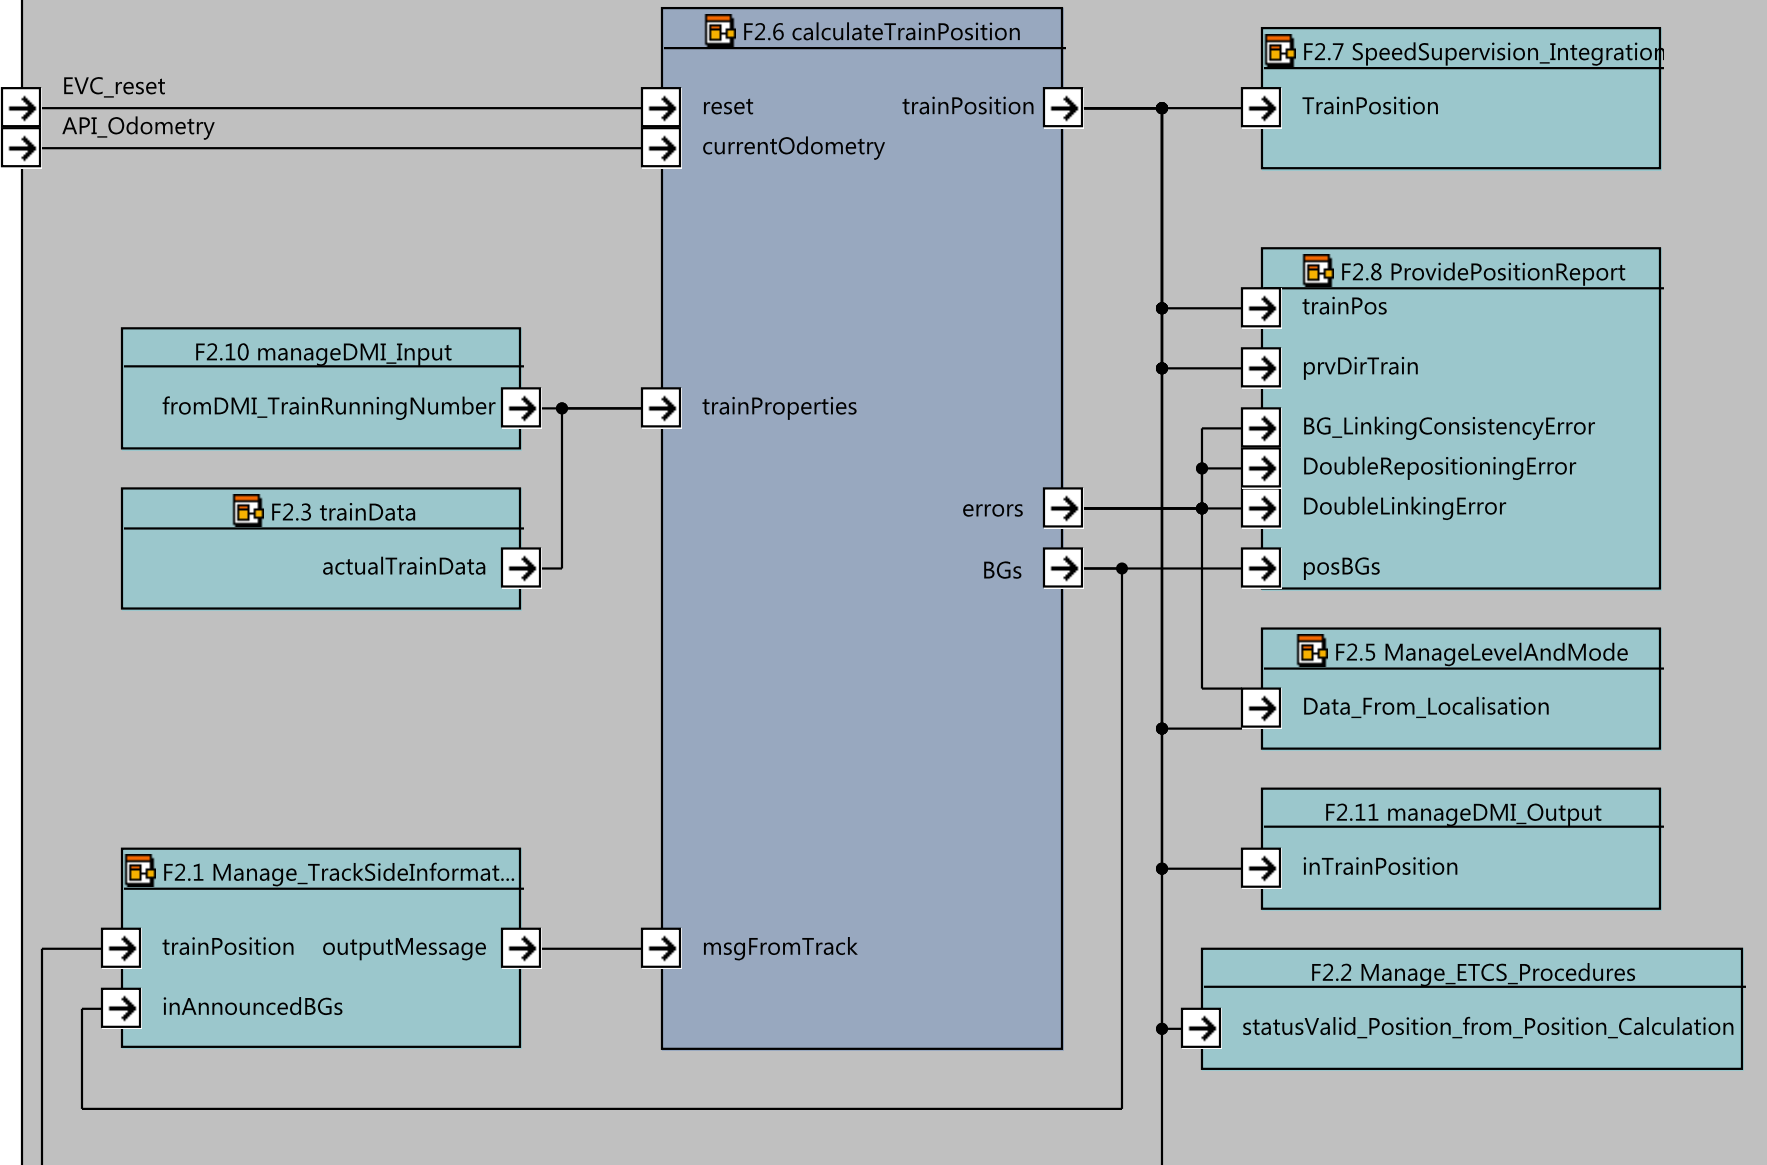 EVC_reset
API_Odometry
F2.6 calculateTrainPosition
reset
trainPosition
currentOdometry
trainProperties
errors
BGs
msgFromTrack
F2.10 manageDMI_Input
fromDMI_TrainRunningNumber
F2.3 trainData
actualTrainData
F2.1 Manage_TrackSideInformat...
trainPosition
outputMessage
inAnnouncedBGs
F2.7 SpeedSupervision_Integration
TrainPosition
F2.8 ProvidePositionReport
trainPos
prvDirTrain
BG_LinkingConsistencyError
DoubleRepositioningError
DoubleLinkingError
posBGs
F2.5 ManageLevelAndMode
Data_From_Localisation
F2.11 manageDMI_Output
inTrainPosition
F2.2 Manage_ETCS_Procedures
statusValid_Position_from_Position_Calculation